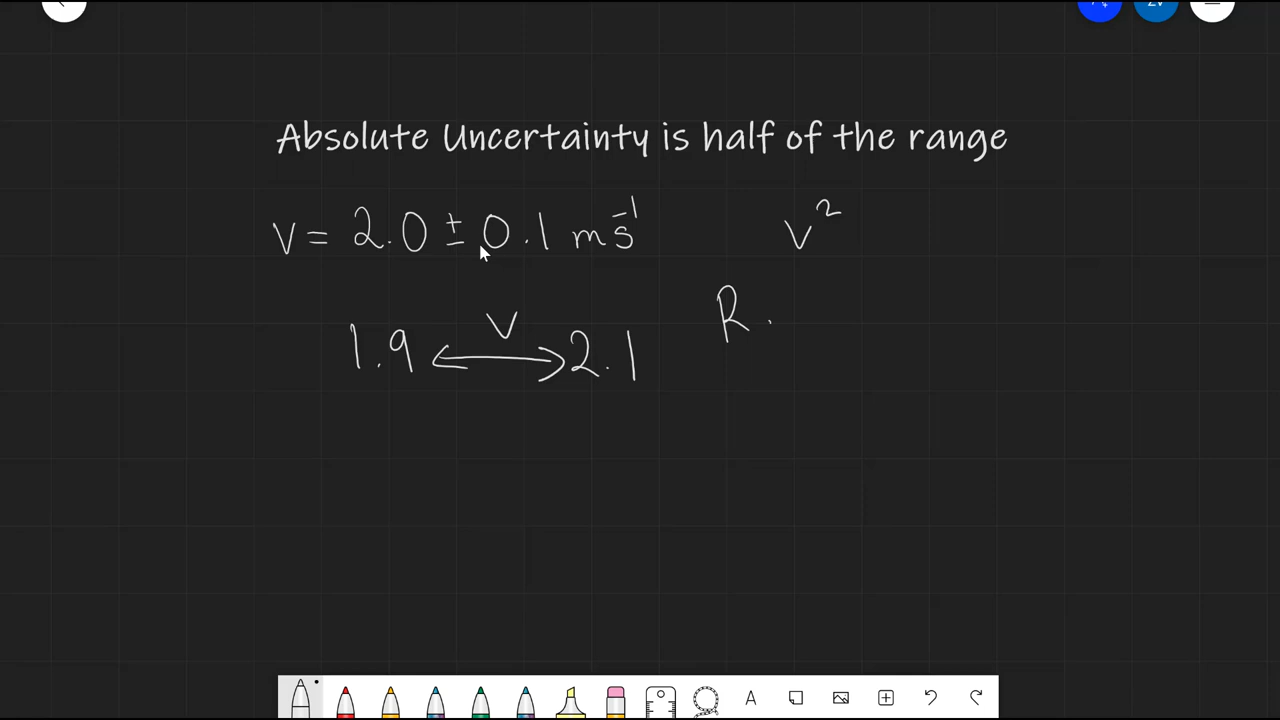 Absolute Uncertainty is half of the range
v = 2.0 ± 0.1 ms⁻¹
v²
v
1.9 ⟷ 2.1
R.
A